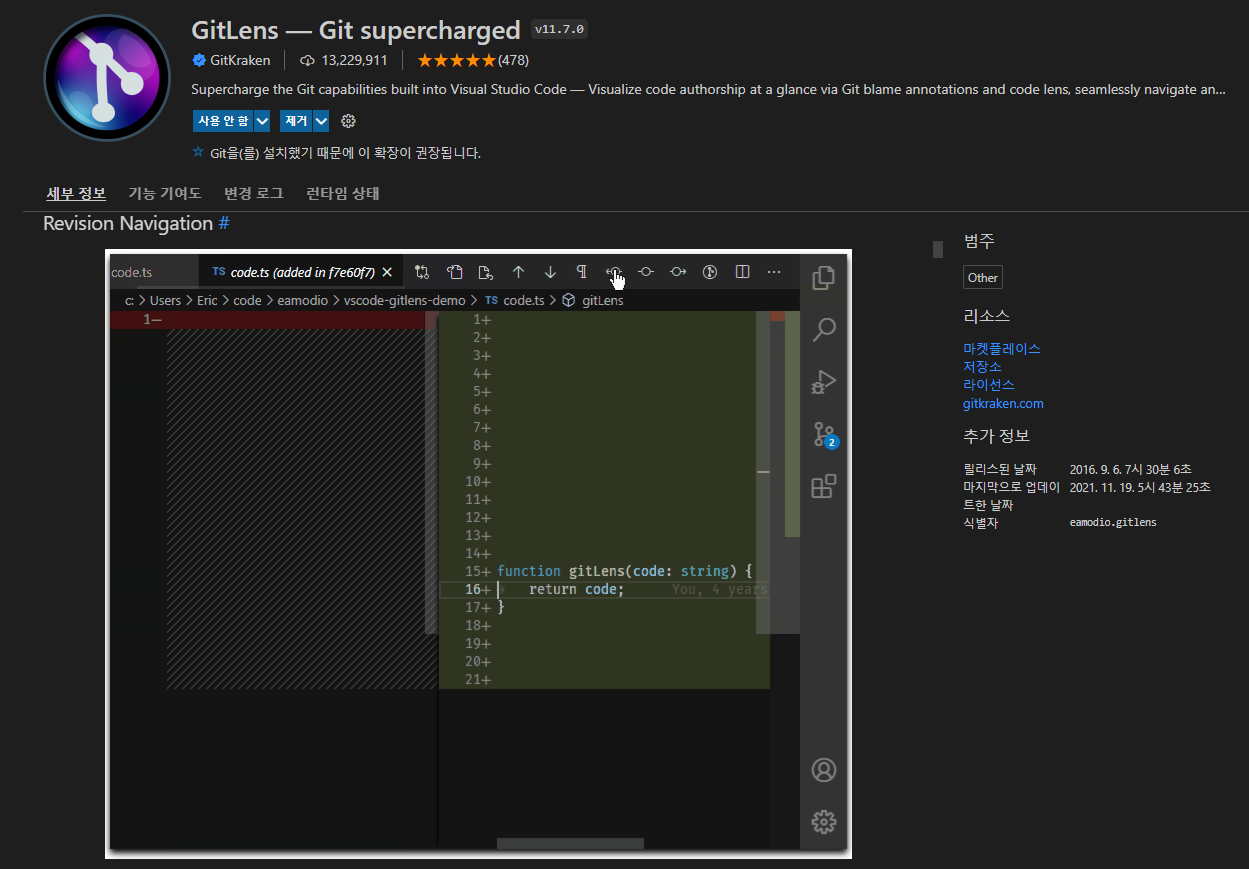 GitLens — Git supercharged v11.7.0
GitKraken 13,229,911 (478)
Supercharge the Git capabilities built into Visual Studio Code — Visualize code authorship at a glance via Git blame annotations and code lens, seamlessly navigate an...
사용 안 함 제거
Git을(를) 설치했기 때문에 이 확장이 권장됩니다.
세부 정보 기능 기여도 변경 로그 런타임 상태
Revision Navigation #
code.ts TS code.ts (added in f7e60f7)
c: > Users > Eric > code > eamodio > vscode-gitlens-demo > TS code.ts > gitLens
1—
1+
2+
3+
4+
5+
6+
7+
8+
9+
10+
11+
12+
13+
14+
15+ function gitLens(code: string) {
16+ return code; You, 4 years
17+ }
18+
19+
20+
21+
2
범주
Other
리소스
마켓플레이스
저장소
라이선스
gitkraken.com
추가 정보
릴리스된 날짜 2016. 9. 6. 7시 30분 6초
마지막으로 업데이 2021. 11. 19. 5시 43분 25초
트한 날짜
식별자 eamodio.gitlens